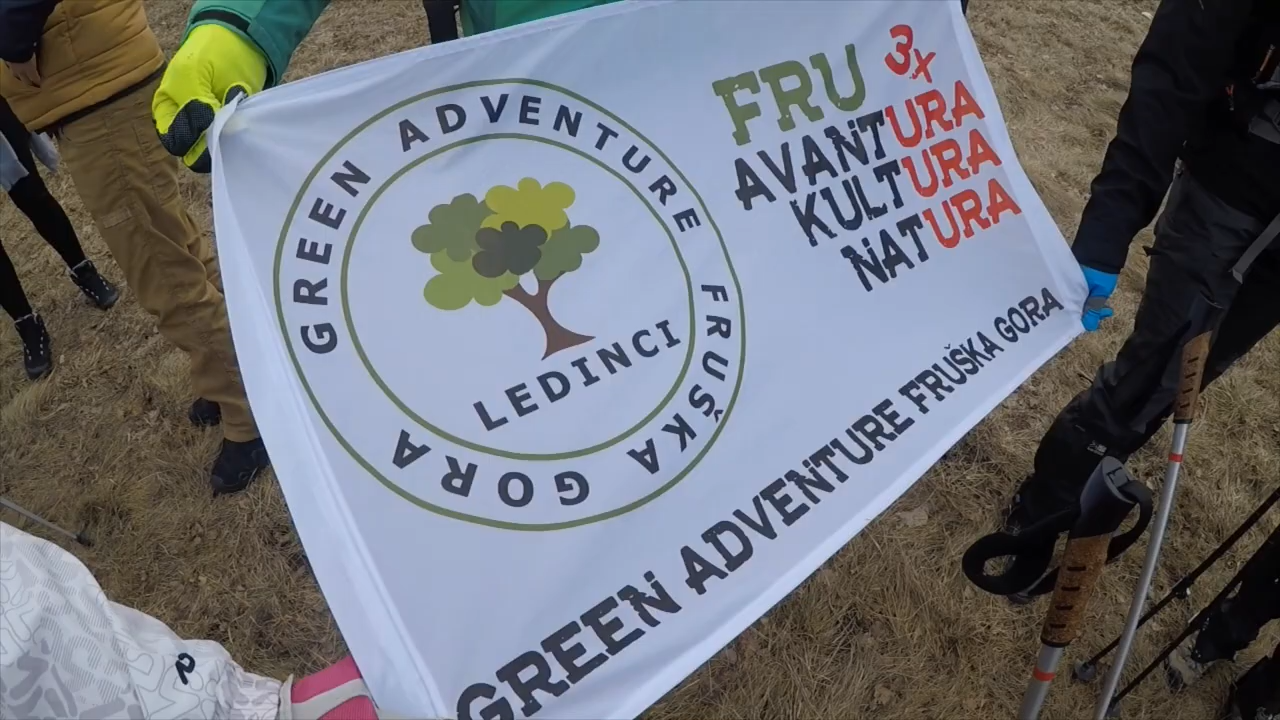 GREEN ADVENTURE FRUŠKA GORA
LEDINCI
FRU 3x
AVANTURA
KULTURA
NATURA
GREEN ADVENTURE FRUŠKA GORA